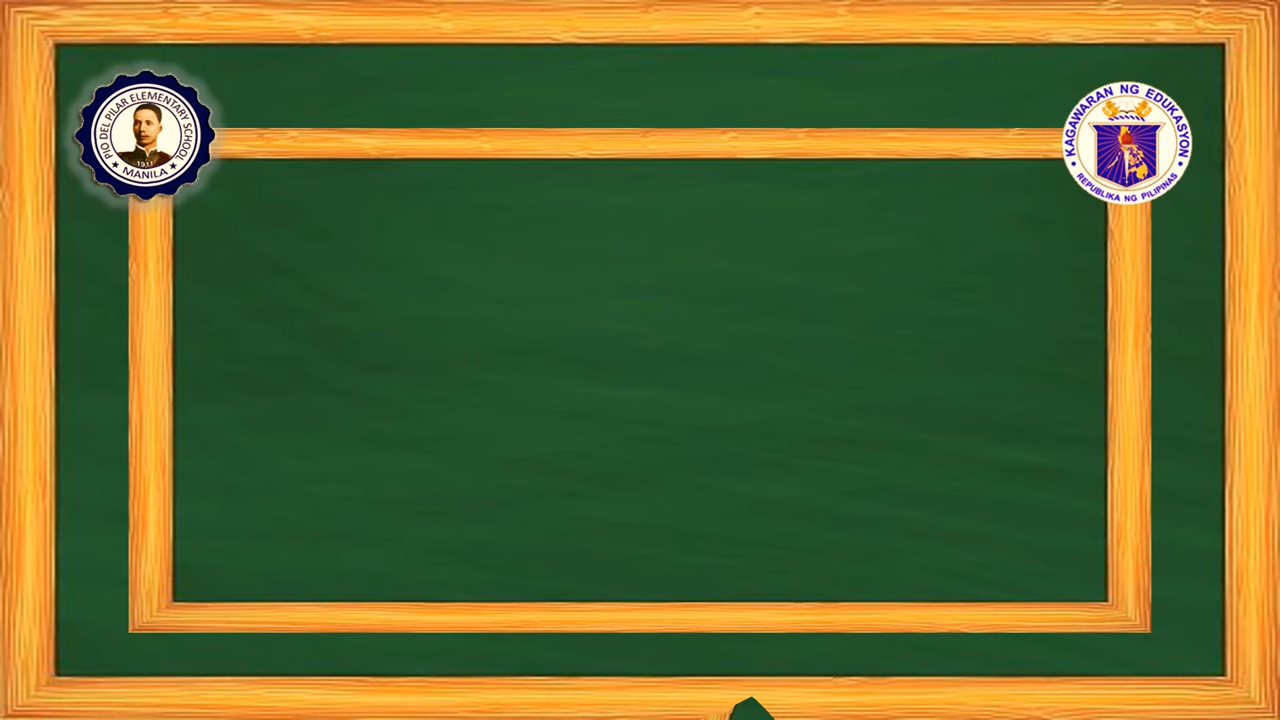 PIO DEL PILAR ELEMENTARY SCHOOL
1911
★ MANILA ★
KAGAWARAN NG EDUKASYON
• REPUBLIKA NG PILIPINAS •